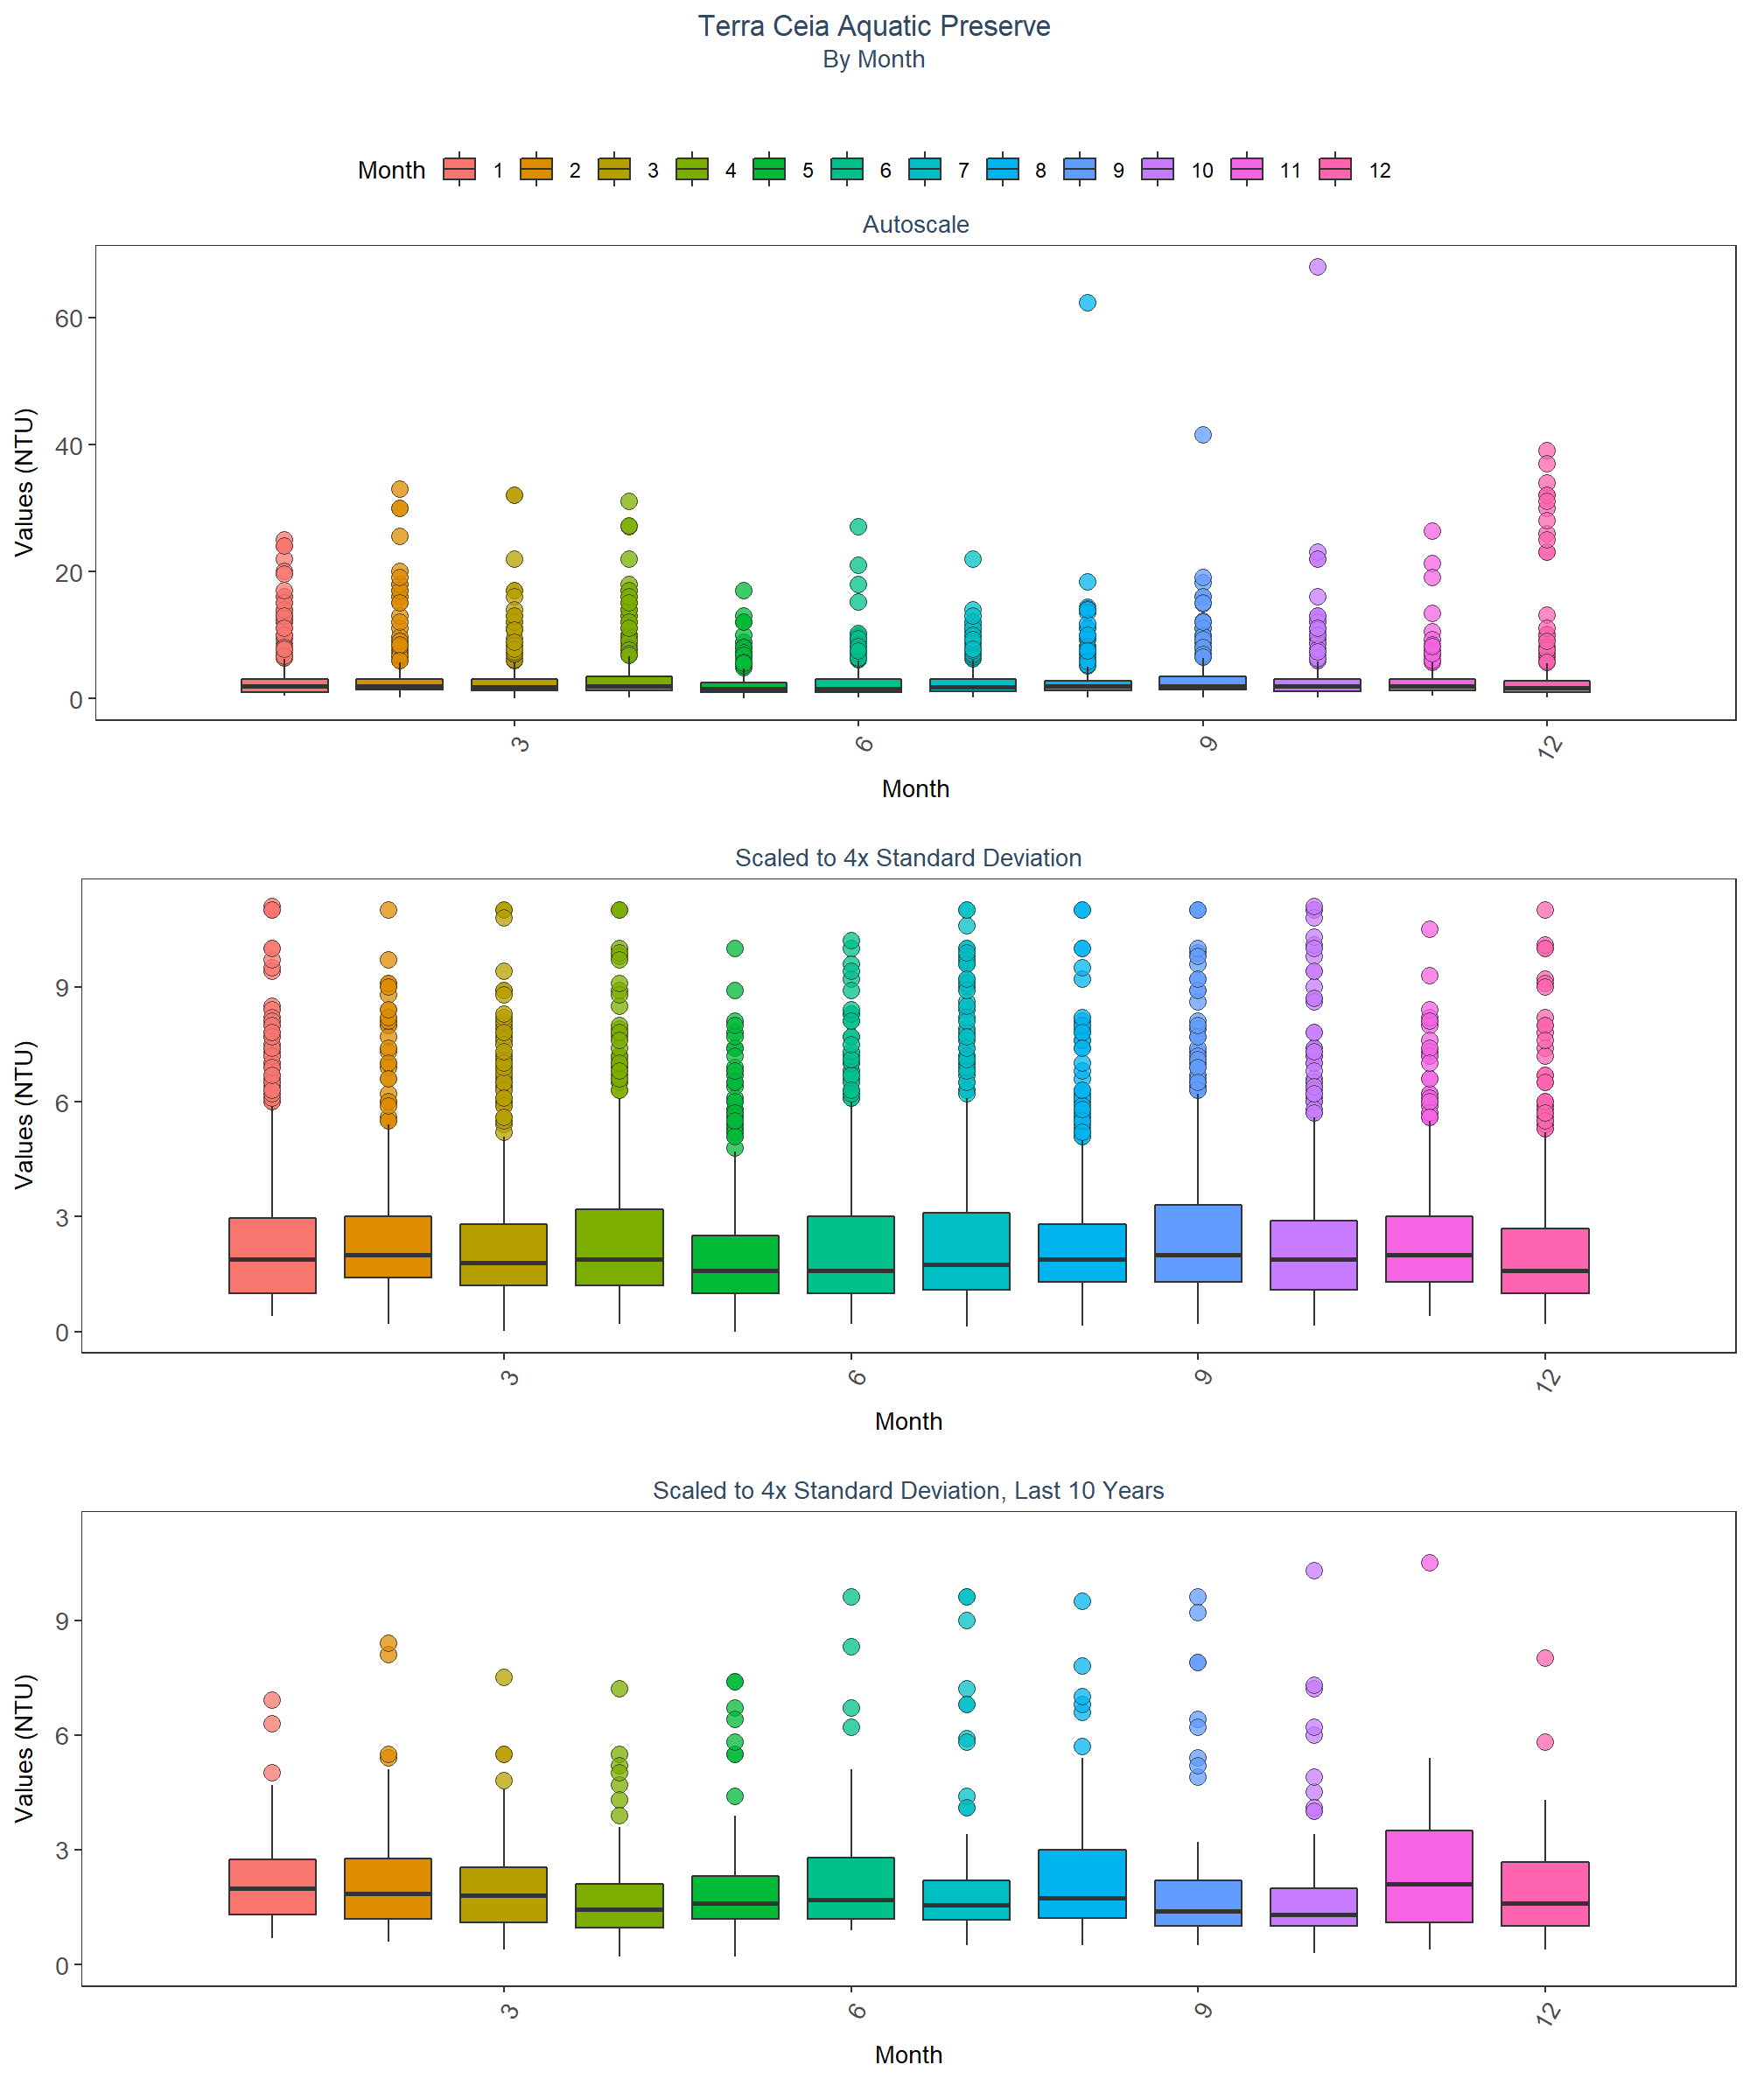 Terra Ceia Aquatic Preserve
By Month
Month 1 2 3 4 5 6 7 8 9 10 11 12
Autoscale
Values (NTU)
60
40
20
0
3 6 9 12
Month
Scaled to 4x Standard Deviation
Values (NTU)
9
6
3
0
3 6 9 12
Month
Scaled to 4x Standard Deviation, Last 10 Years
Values (NTU)
9
6
3
0
3 6 9 12
Month